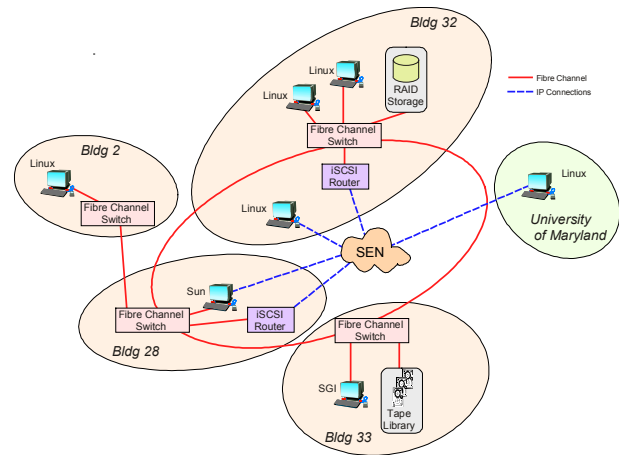 Bldg 32
Linux
Linux
RAID
Storage
Fibre Channel
IP Connections
Fibre Channel
Switch
iSCSI
Router
Linux
Bldg 2
Linux
Fibre Channel
Switch
Linux
University
of Maryland
SEN
Sun
Fibre Channel
Switch
iSCSI
Router
Bldg 28
Fibre Channel
Switch
SGI
Tape
Library
Bldg 33